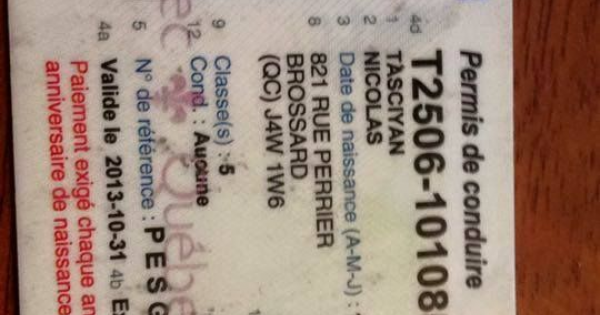 Permis de conduire
4d T2506-10108
1 TASCIYAN
2 NICOLAS
3 Date de naissance (A-M-J) :
8 821 RUE PERRIER
BROSSARD
(QC) J4W 1W6
9 Classe(s) : 5
12 Cond. : Aucune
Québec
5 N° de référence : PESG
4a Valide le 2013-10-31 4b
Paiement exigé chaque
anniversaire de naissance